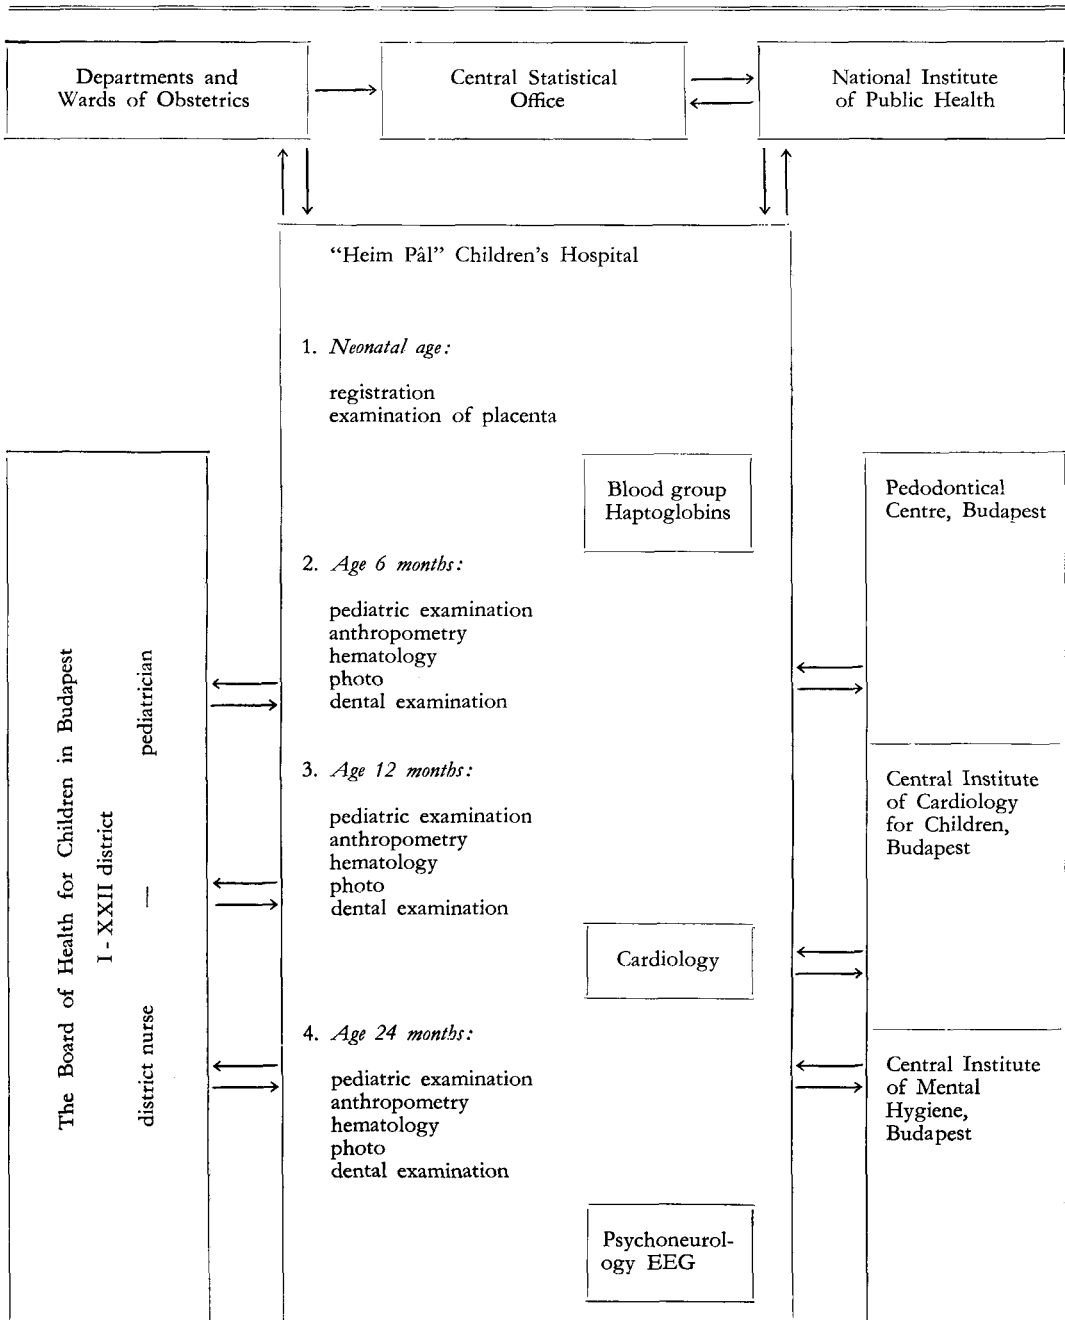 Departments and
Wards of Obstetrics
Central Statistical
Office
National Institute
of Public Health
“Heim Pâl” Children's Hospital
1. Neonatal age:
registration
examination of placenta
Blood group
Haptoglobins
2. Age 6 months:
pediatric examination
anthropometry
hematology
photo
dental examination
3. Age 12 months:
pediatric examination
anthropometry
hematology
photo
dental examination
Cardiology
4. Age 24 months:
pediatric examination
anthropometry
hematology
photo
dental examination
Psychoneurol-
ogy EEG
The Board of Health for Children in Budapest
I - XXII district
district nurse — pediatrician
Pedodontical
Centre, Budapest
Central Institute
of Cardiology
for Children,
Budapest
Central Institute
of Mental
Hygiene,
Budapest